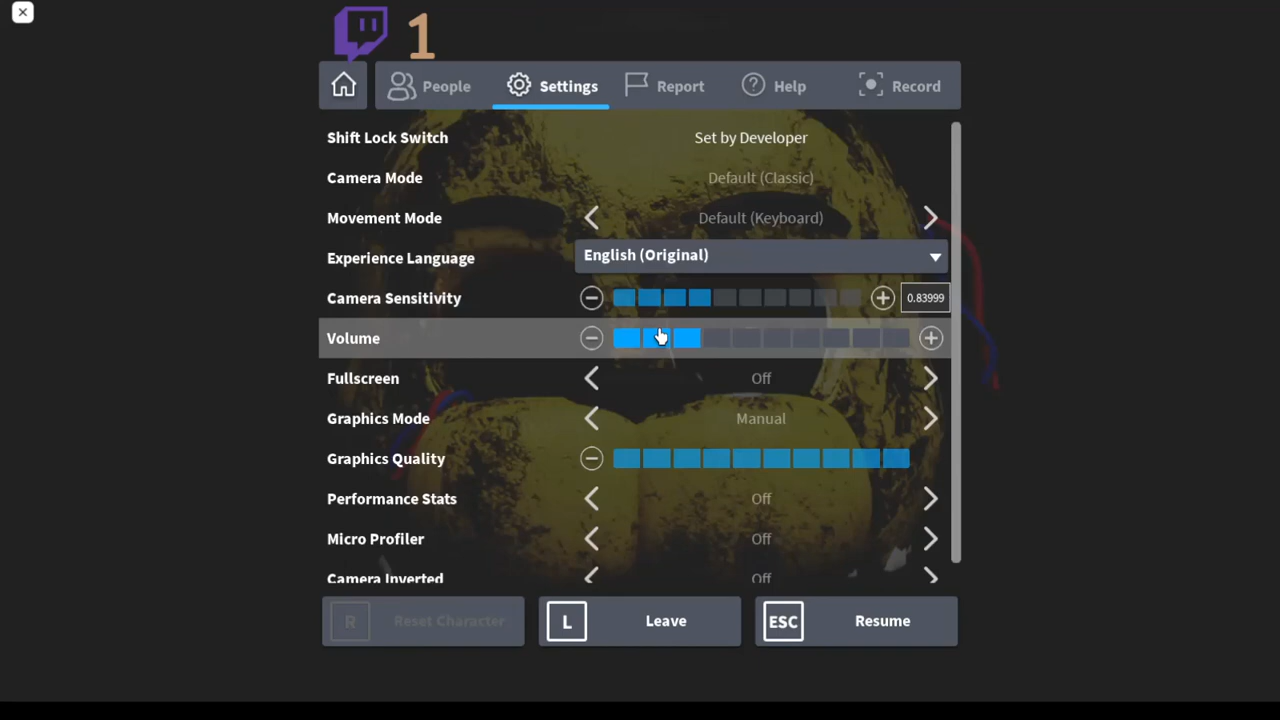 1
People Settings Report Help Record
Shift Lock Switch Set by Developer
Camera Mode Default (Classic)
Movement Mode Default (Keyboard)
Experience Language English (Original)
Camera Sensitivity 0.83999
Volume
Fullscreen Off
Graphics Mode Manual
Graphics Quality
Performance Stats Off
Micro Profiler Off
Camera Inverted Off
R Reset Character L Leave ESC Resume